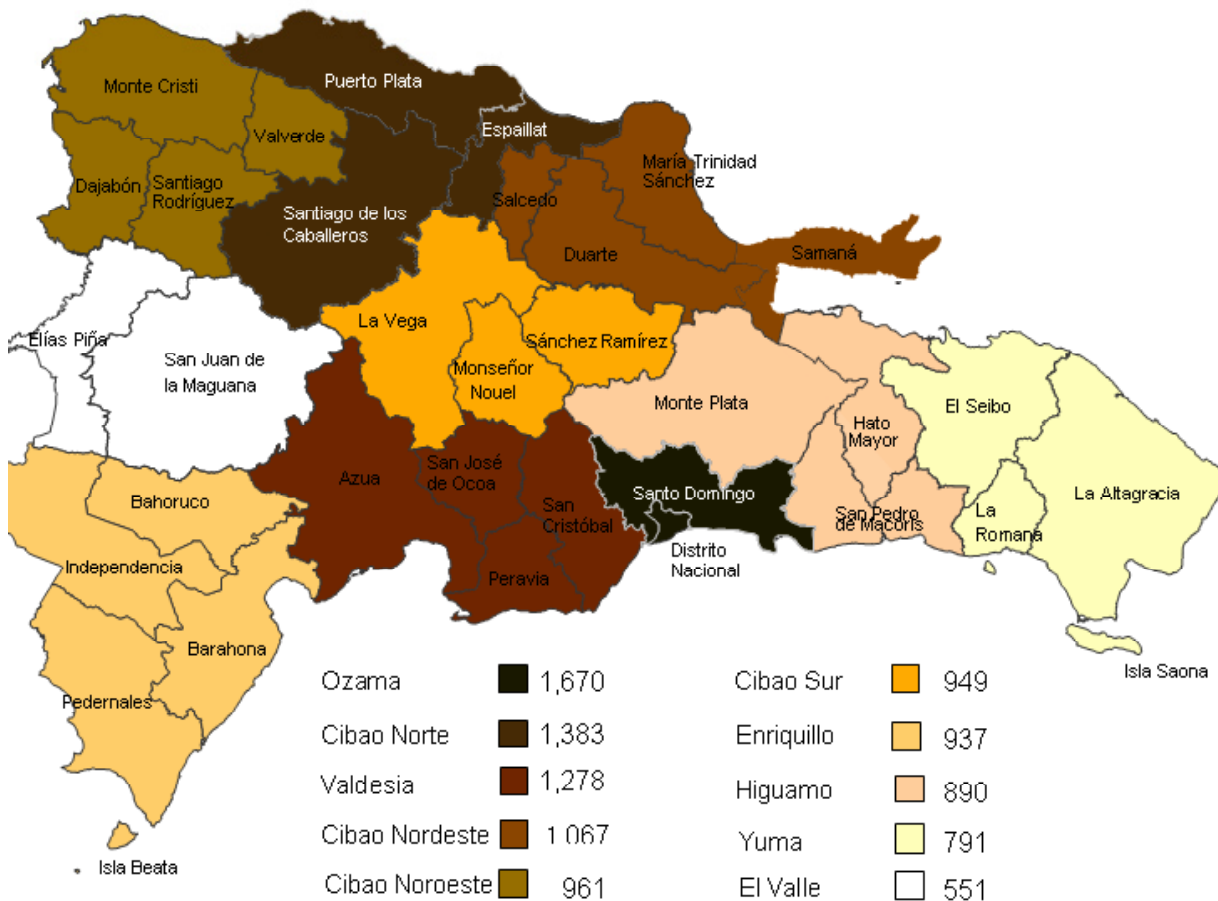 Monte Cristi
Puerto Plata
Espaillat
Valverde
María Trinidad
Sánchez
Dajabón
Santiago
Rodríguez
Salcedo
Santiago de los
Caballeros
Duarte
Samaná
La Vega
Elías Piña
San Juan de
la Maguana
Sánchez Ramírez
Monseñor
Nouel
Monte Plata
El Seibo
Hato
Mayor
Azua
San José
de Ocoa
Bahoruco
Santo Domingo
La Altagracia
San
Cristóbal
San Pedro
de Macorís
La
Romana
Distrito
Nacional
Independencia
Peravia
Barahona
Pedernales
Isla Saona
Isla Beata
Ozama 1,670
Cibao Norte 1,383
Valdesia 1,278
Cibao Nordeste 1 067
Cibao Noroeste 961
Cibao Sur 949
Enriquillo 937
Higuamo 890
Yuma 791
El Valle 551